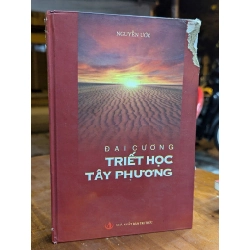 NGUYỄN ƯỚC
ĐẠI CƯƠNG
TRIẾT HỌC
TÂY PHƯƠNG